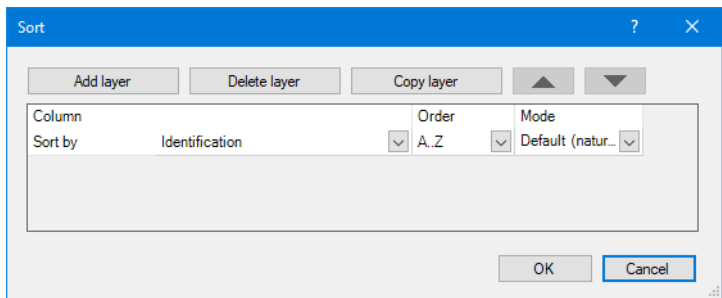 Sort ?
Add layer Delete layer Copy layer
Column Order Mode
Sort by Identification A..Z Default (natur...
OK Cancel